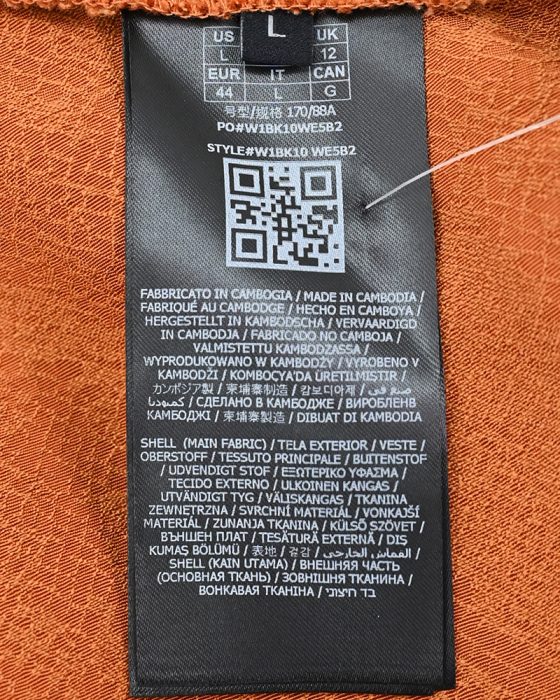 L
US UK
L 12
EUR IT CAN
44 L G
号型/规格 170/88A
PO#W1BK10WE5B2
STYLE#W1BK10 WE5B2
FABBRICATO IN CAMBOGIA / MADE IN CAMBODIA /
FABRIQUÉ AU CAMBODGE / HECHO EN CAMBOYA /
HERGESTELLT IN KAMBODSCHA / VERVAARDIGD
IN CAMBODJA / FABRICADO NO CAMBOJA /
VALMISTETTU KAMBODZASSA /
WYPRODUKOWANO W KAMBODŻY / VYROBENO V
KAMBODŽI / KOMBOÇYA'DA ÜRETILMIŞTIR /
カンボジア製 / 柬埔寨制造 / 캄보디아제 / صنع في
كمبوديا / СДЕЛАНО В КАМБОДЖЕ / ВИРОБЛЕНВ
КАМБОДЖІ / 柬埔寨製造 / DIBUAT DI KAMBODIA
SHELL (MAIN FABRIC) / TELA EXTERIOR / VESTE /
OBERSTOFF / TESSUTO PRINCIPALE / BUITENSTOF
/ UDVENDIGT STOF / ΕΞΩΤΕΡΙΚΟ ΥΦΑΣΜΑ /
TECIDO EXTERNO / ULKOINEN KANGAS /
UTVÄNDIGT TYG / VÄLISKANGAS / TKANINA
ZEWNĘTRZNA / SVRCHNÍ MATERIÁL / VONKAJŠÍ
MATERIÁL / ZUNANJA TKANINA / KÜLSŐ SZÖVET /
ВЪНШЕН ПЛАТ / TESĂTURĂ EXTERNĂ / DIŞ
KUMAŞ BÖLÜMÜ / 表地 / 겉감 / القماش الخارجي /
SHELL (KAIN UTAMA) / ВНЕШНЯЯ ЧАСТЬ
(ОСНОВНАЯ ТКАНЬ) / ЗОВНІШНЯ ТКАНИНА /
ВОНКАВАЯ ТКАНІНА / בד חיצוני